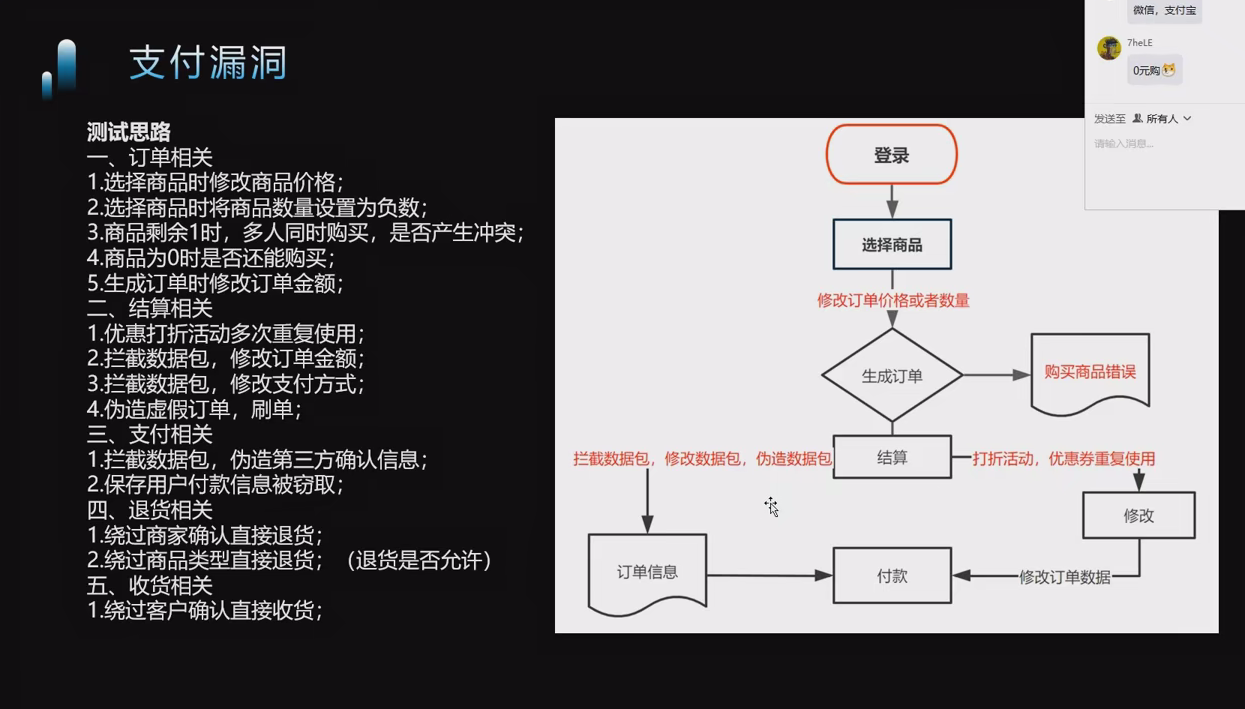 支付漏洞
测试思路
一、订单相关
1.选择商品时修改商品价格；
2.选择商品时将商品数量设置为负数；
3.商品剩余1时，多人同时购买，是否产生冲突；
4.商品为0时是否还能购买；
5.生成订单时修改订单金额；
二、结算相关
1.优惠打折活动多次重复使用；
2.拦截数据包，修改订单金额；
3.拦截数据包，修改支付方式；
4.伪造虚假订单，刷单；
三、支付相关
1.拦截数据包，伪造第三方确认信息；
2.保存用户付款信息被窃取；
四、退货相关
1.绕过商家确认直接退货；
2.绕过商品类型直接退货；（退货是否允许）
五、收货相关
1.绕过客户确认直接收货；
登录
选择商品
修改订单价格或者数量
生成订单
购买商品错误
拦截数据包，修改数据包，伪造数据包
结算
打折活动，优惠券重复使用
修改
订单信息
付款
修改订单数据
微信，支付宝
7heLE
0元购
发送至 所有人
请输入消息...